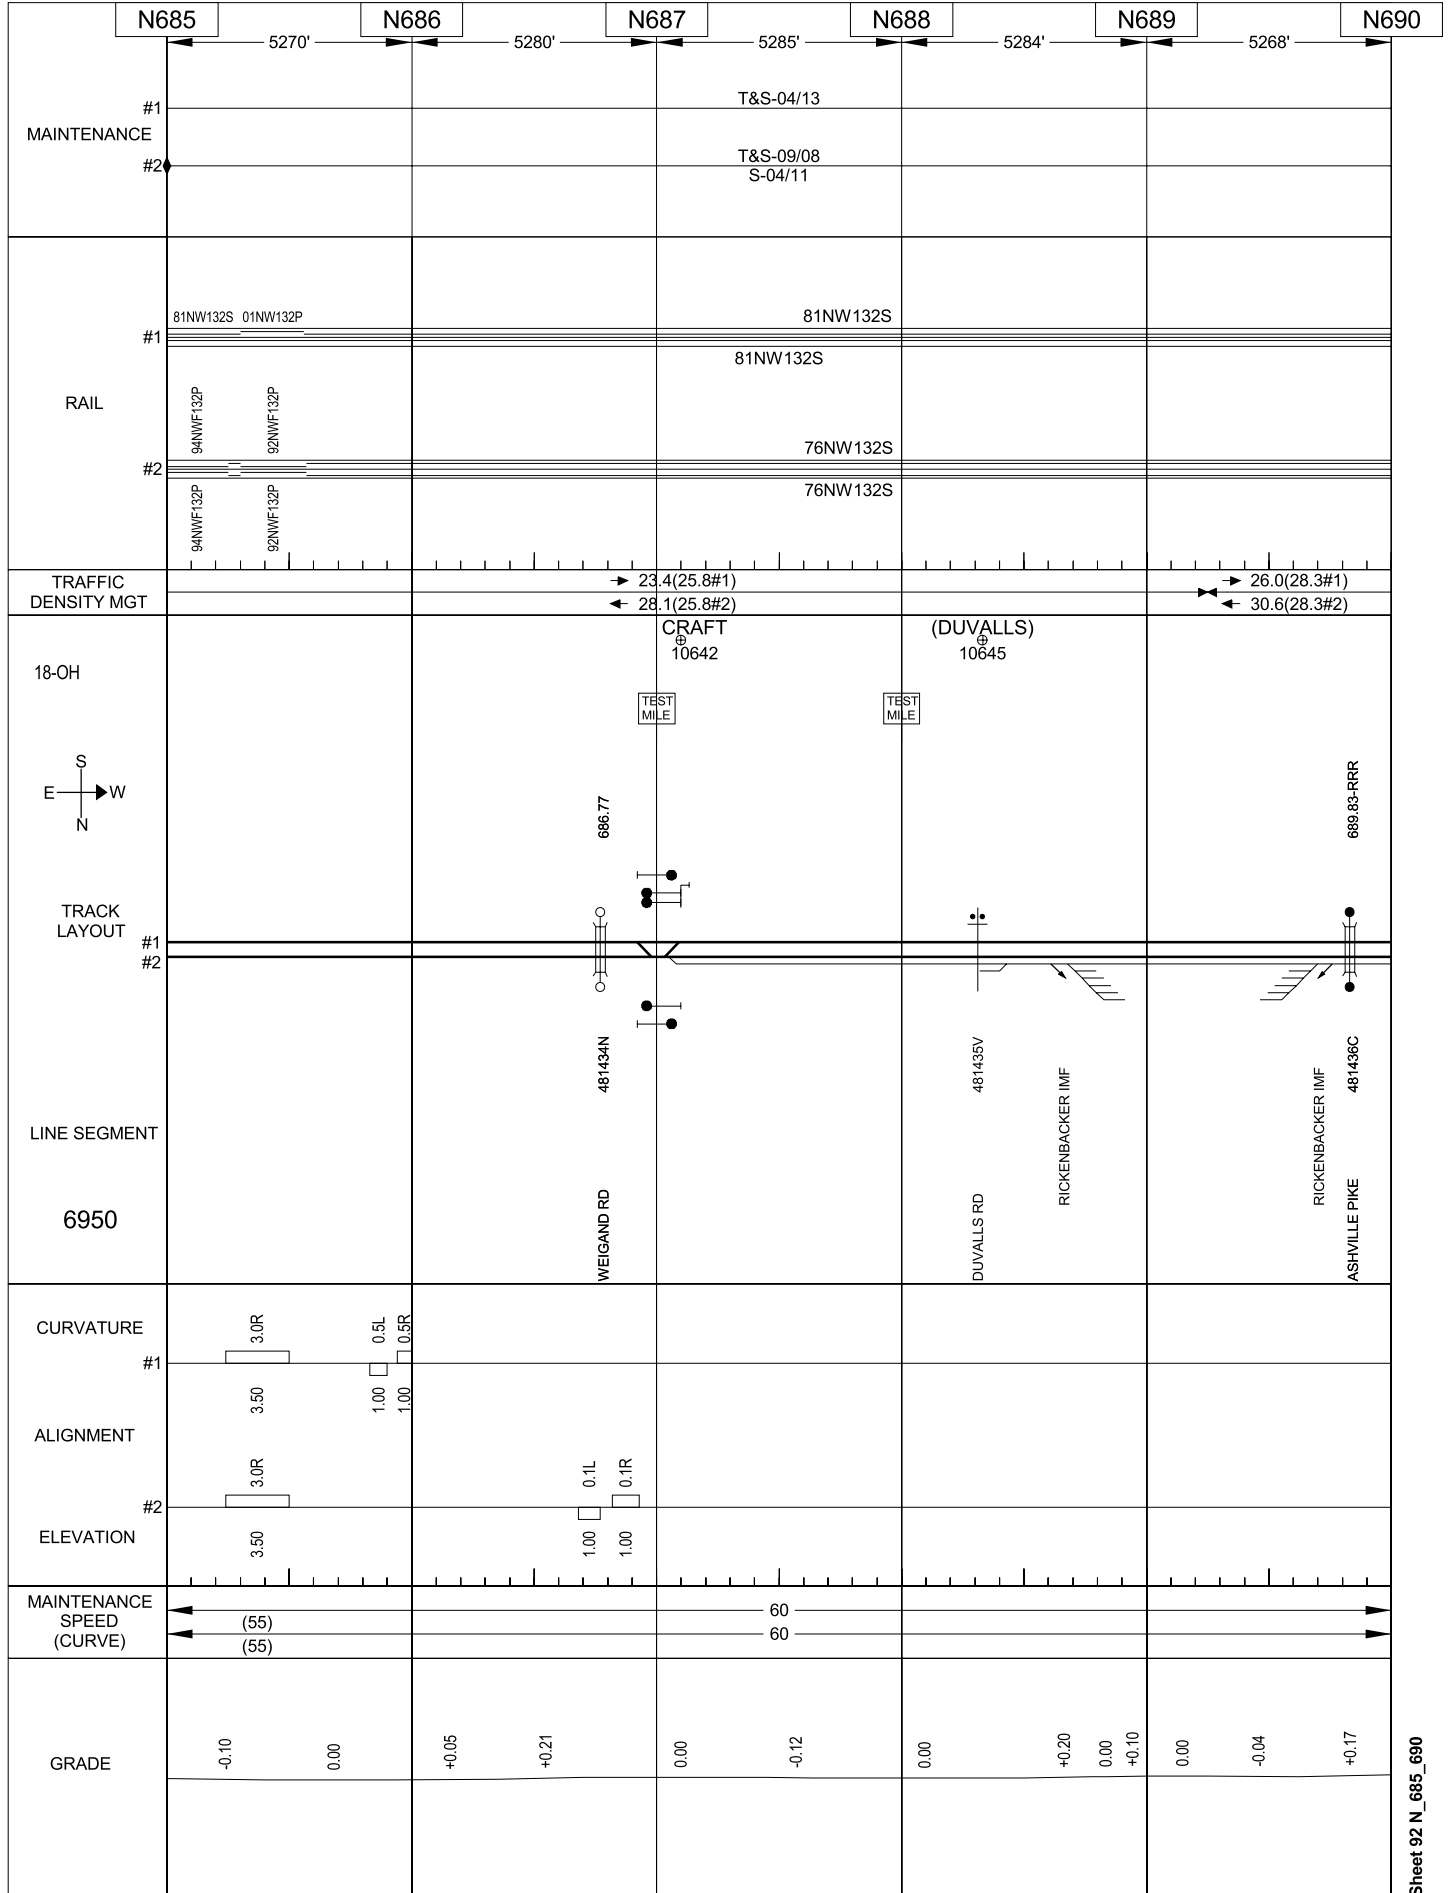 N685 N686 N687 N688 N689 N690
5270' 5280' 5285' 5284' 5268'
MAINTENANCE
#1
T&S-04/13
#2
T&S-09/08
S-04/11
RAIL
81NW132S 01NW132P 81NW132S
#1
81NW132S
94NWF132P 92NWF132P
76NW132S
#2
76NW132S
94NWF132P 92NWF132P
TRAFFIC
DENSITY MGT
23.4(25.8#1) 26.0(28.3#1)
28.1(25.8#2) 30.6(28.3#2)
CRAFT (DUVALLS)
10642 10645
18-OH
TEST
MILE
TEST
MILE
S
E W
N
686.77
689.83-RRR
TRACK
LAYOUT
#1
#2
481434N
481435V
RICKENBACKER IMF
RICKENBACKER IMF
481436C
LINE SEGMENT
6950
WEIGAND RD
DUVALLS RD
ASHVILLE PIKE
CURVATURE
3.0R 0.5L 0.5R
#1
3.50 1.00 1.00
ALIGNMENT
3.0R 0.1L 0.1R
#2
ELEVATION
3.50 1.00 1.00
MAINTENANCE
SPEED
(CURVE)
60
(55)
60
(55)
GRADE
-0.10 0.00 +0.05 +0.21 0.00 -0.12 0.00 +0.20 0.00 +0.10 0.00 -0.04 +0.17
Sheet 92 N_685_690